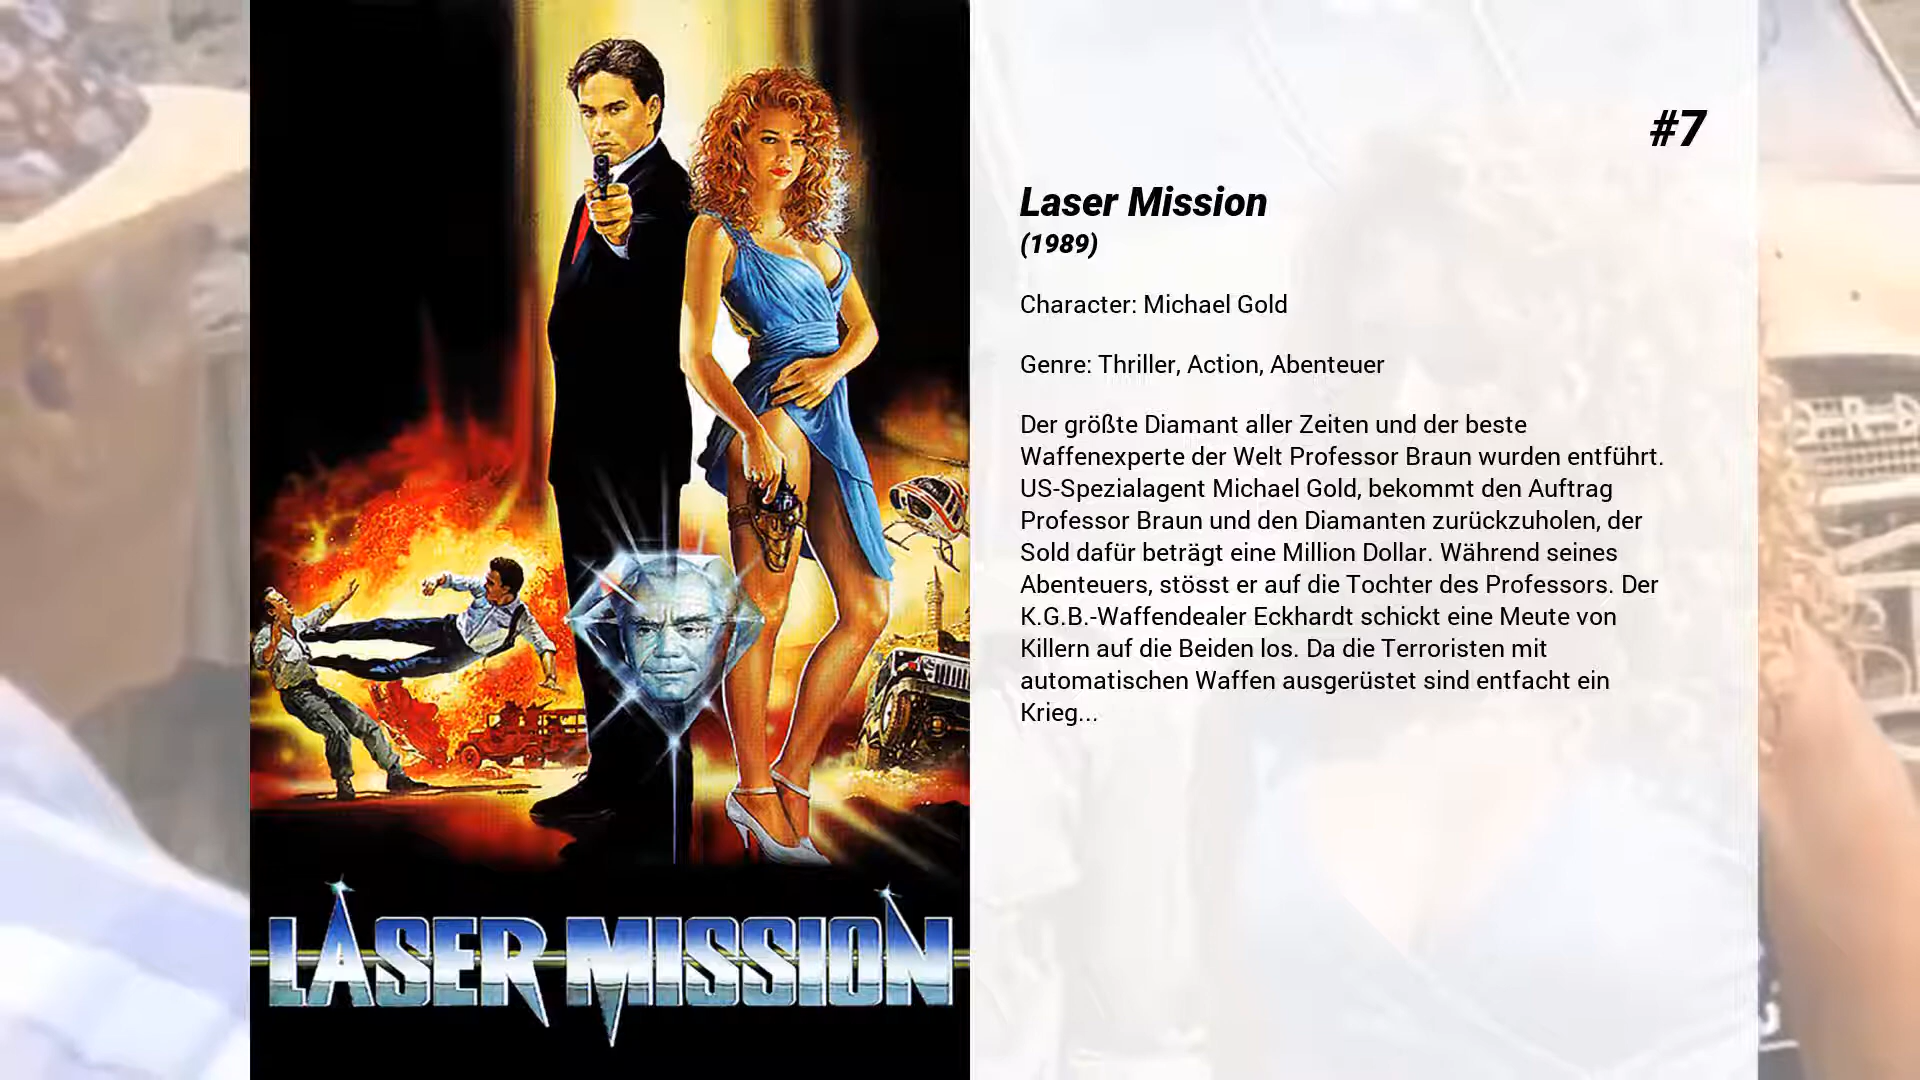 #7
Laser Mission
(1989)
Character: Michael Gold
Genre: Thriller, Action, Abenteuer
Der größte Diamant aller Zeiten und der beste
Waffenexperte der Welt Professor Braun wurden entführt.
US-Spezialagent Michael Gold, bekommt den Auftrag
Professor Braun und den Diamanten zurückzuholen, der
Sold dafür beträgt eine Million Dollar. Während seines
Abenteuers, stösst er auf die Tochter des Professors. Der
K.G.B.-Waffendealer Eckhardt schickt eine Meute von
Killern auf die Beiden los. Da die Terroristen mit
automatischen Waffen ausgerüstet sind entfacht ein
Krieg...
LASER MISSION